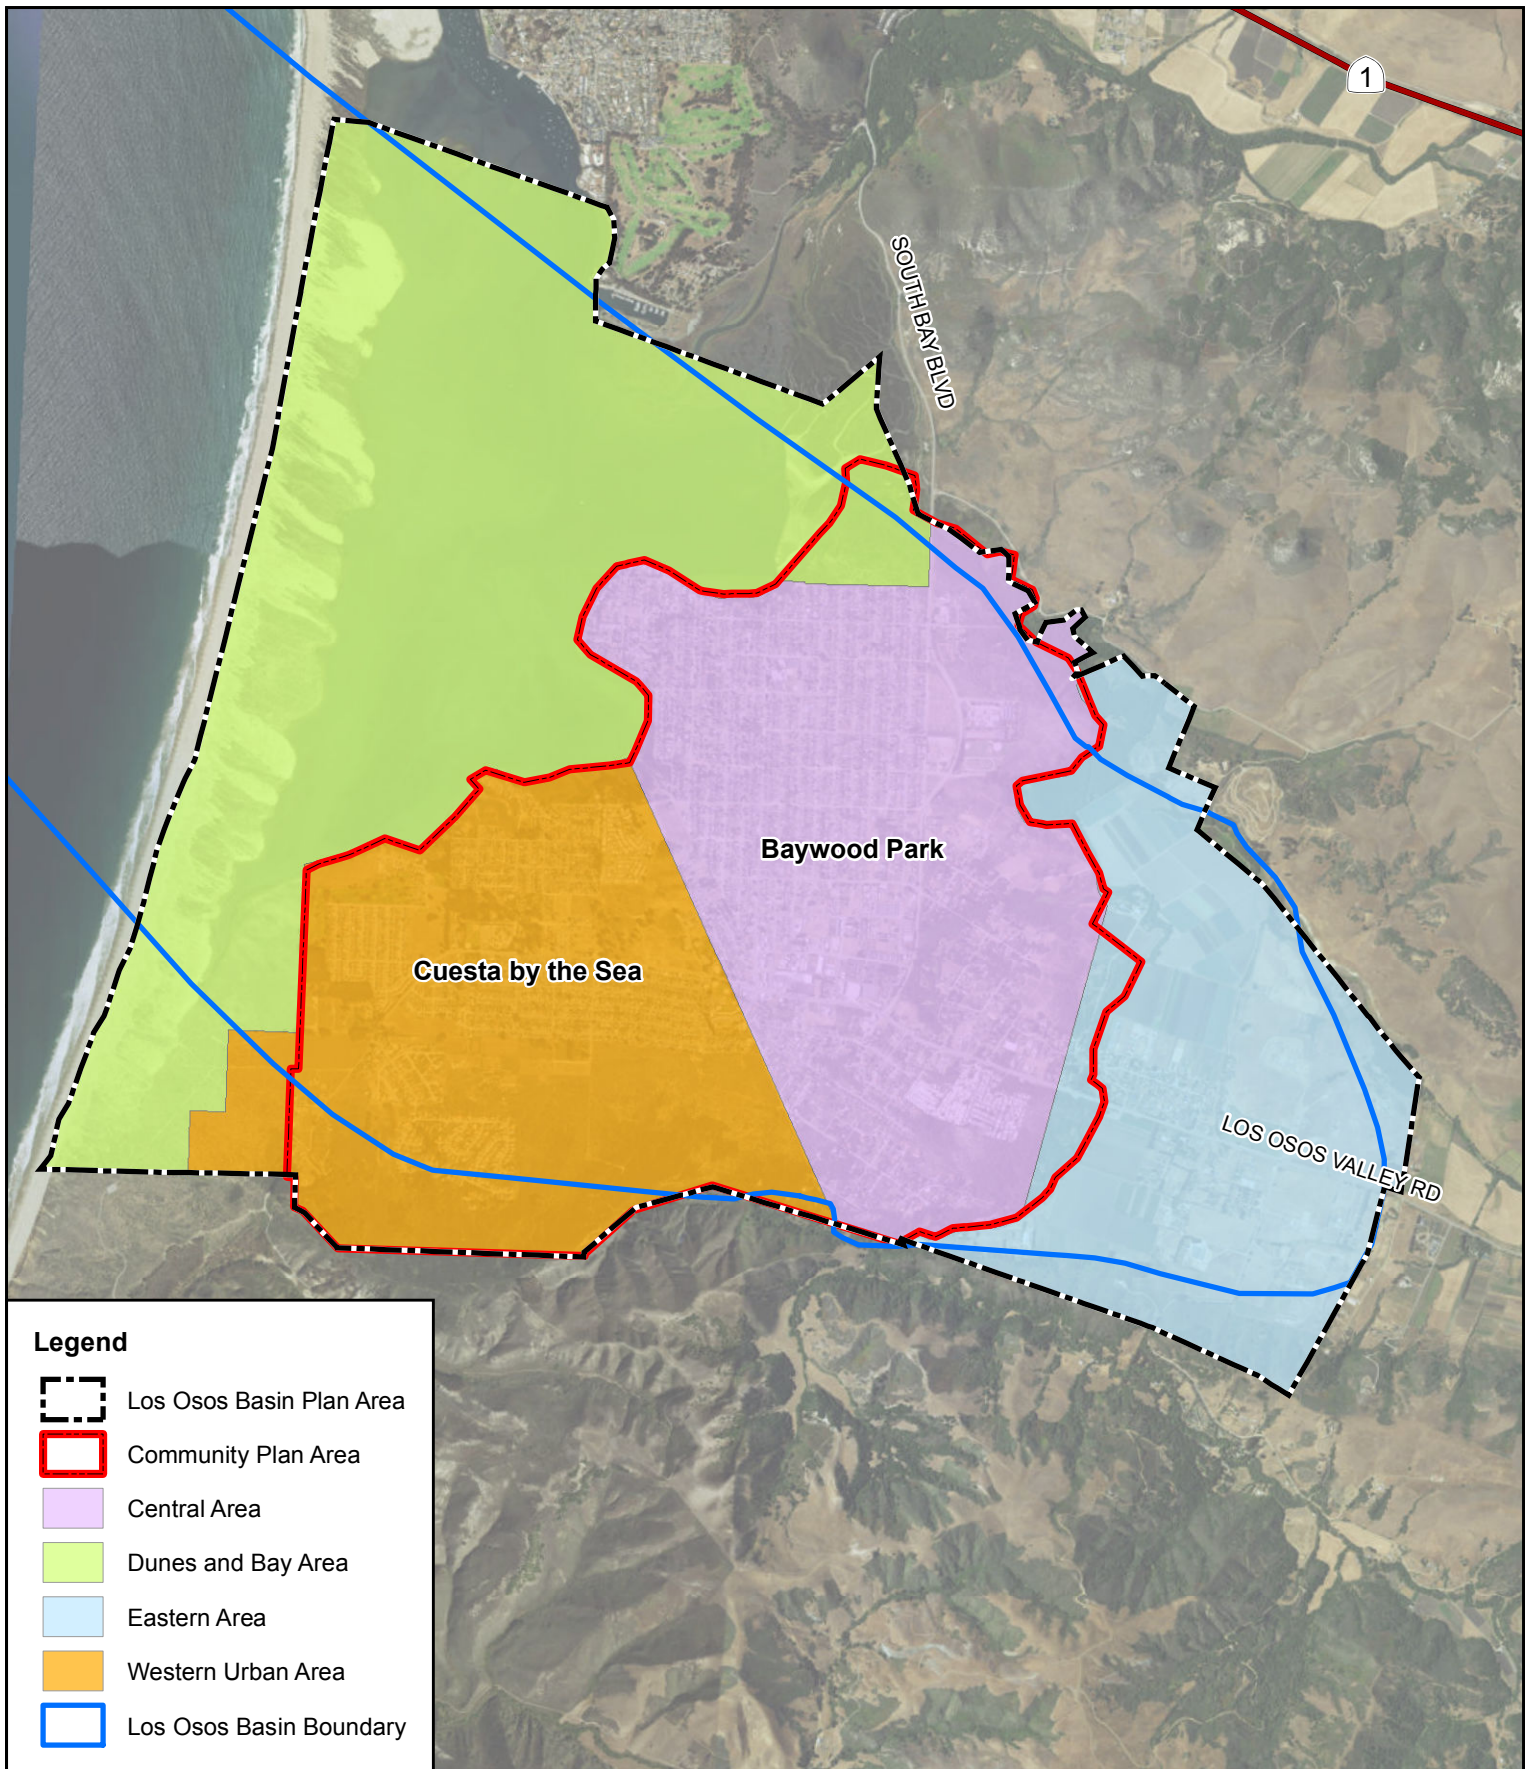 1
SOUTH BAY BLVD
Baywood Park
Cuesta by the Sea
LOS OSOS VALLEY RD
Legend
Los Osos Basin Plan Area
Community Plan Area
Central Area
Dunes and Bay Area
Eastern Area
Western Urban Area
Los Osos Basin Boundary